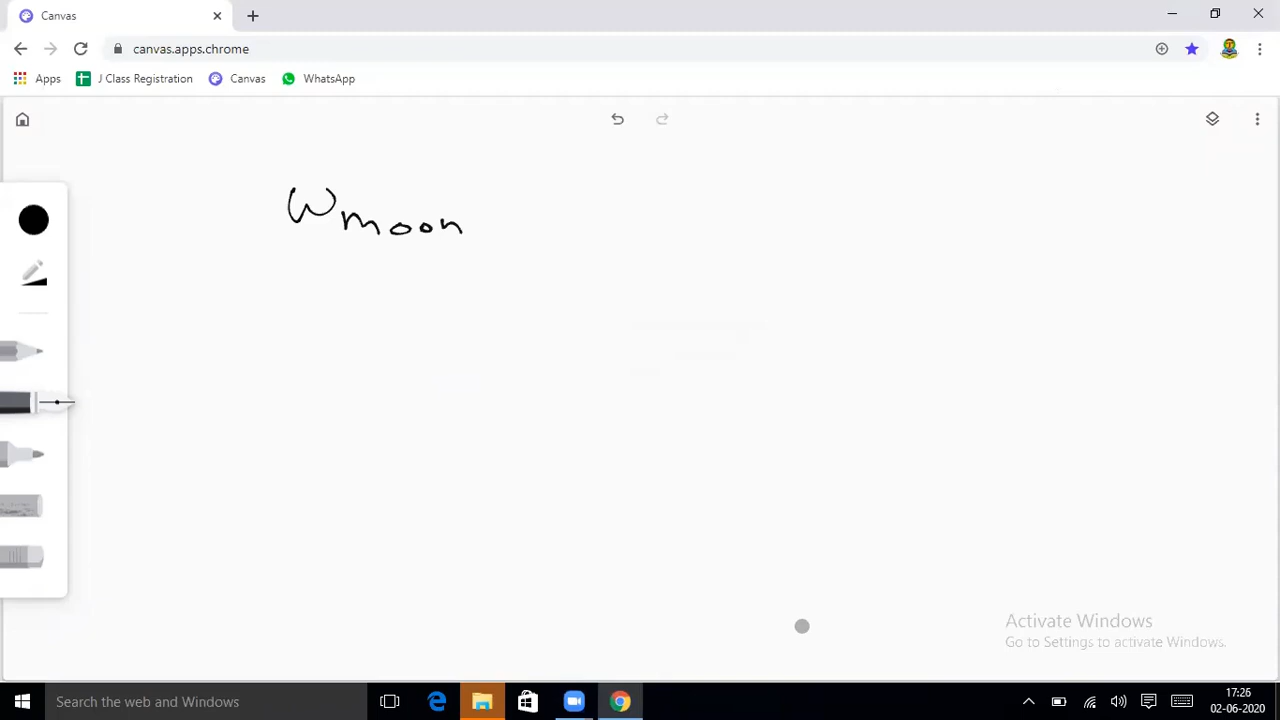 Canvas
canvas.apps.chrome
Apps
J Class Registration
Canvas
WhatsApp
Wmoon
Activate Windows
Go to Settings to activate Windows.
Search the web and Windows
17:26
02-06-2020